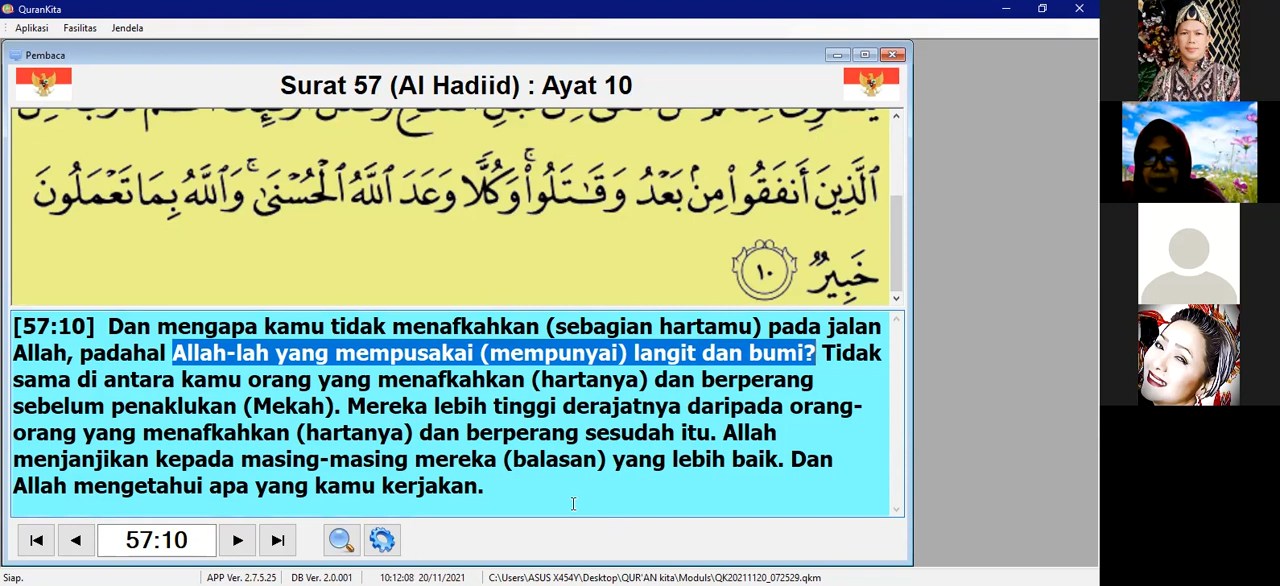 QuranKita
Aplikasi Fasilitas Jendela
Pembaca
Surat 57 (Al Hadiid) : Ayat 10
ٱلَّذِينَ أَنفَقُوا۟ مِنۢ بَعْدُ وَقَـٰتَلُوا۟ ۚ وَكُلًّا وَعَدَ ٱللَّهُ ٱلْحُسْنَىٰ ۚ وَٱللَّهُ بِمَا تَعْمَلُونَ
خَبِيرٌ ١٠
[57:10] Dan mengapa kamu tidak menafkahkan (sebagian hartamu) pada jalan
Allah, padahal Allah-lah yang mempusakai (mempunyai) langit dan bumi? Tidak
sama di antara kamu orang yang menafkahkan (hartanya) dan berperang
sebelum penaklukan (Mekah). Mereka lebih tinggi derajatnya daripada orang-
orang yang menafkahkan (hartanya) dan berperang sesudah itu. Allah
menjanjikan kepada masing-masing mereka (balasan) yang lebih baik. Dan
Allah mengetahui apa yang kamu kerjakan.
57:10
Siap. APP Ver. 2.7.5.25 DB Ver. 2.0.001 10:12:08 20/11/2021 C:\Users\ASUS X454Y\Desktop\QUR'AN kita\Moduls\QK20211120_072529.qkm